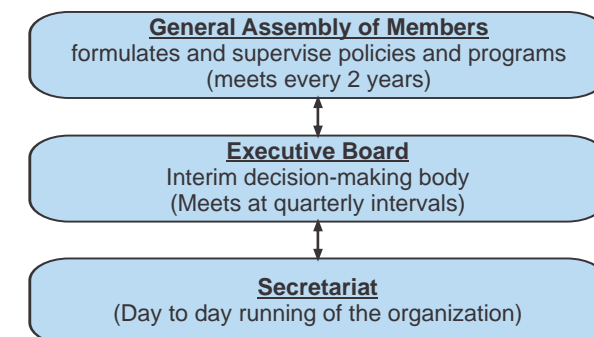 General Assembly of Members
formulates and supervise policies and programs
(meets every 2 years)
Executive Board
Interim decision-making body
(Meets at quarterly intervals)
Secretariat
(Day to day running of the organization)